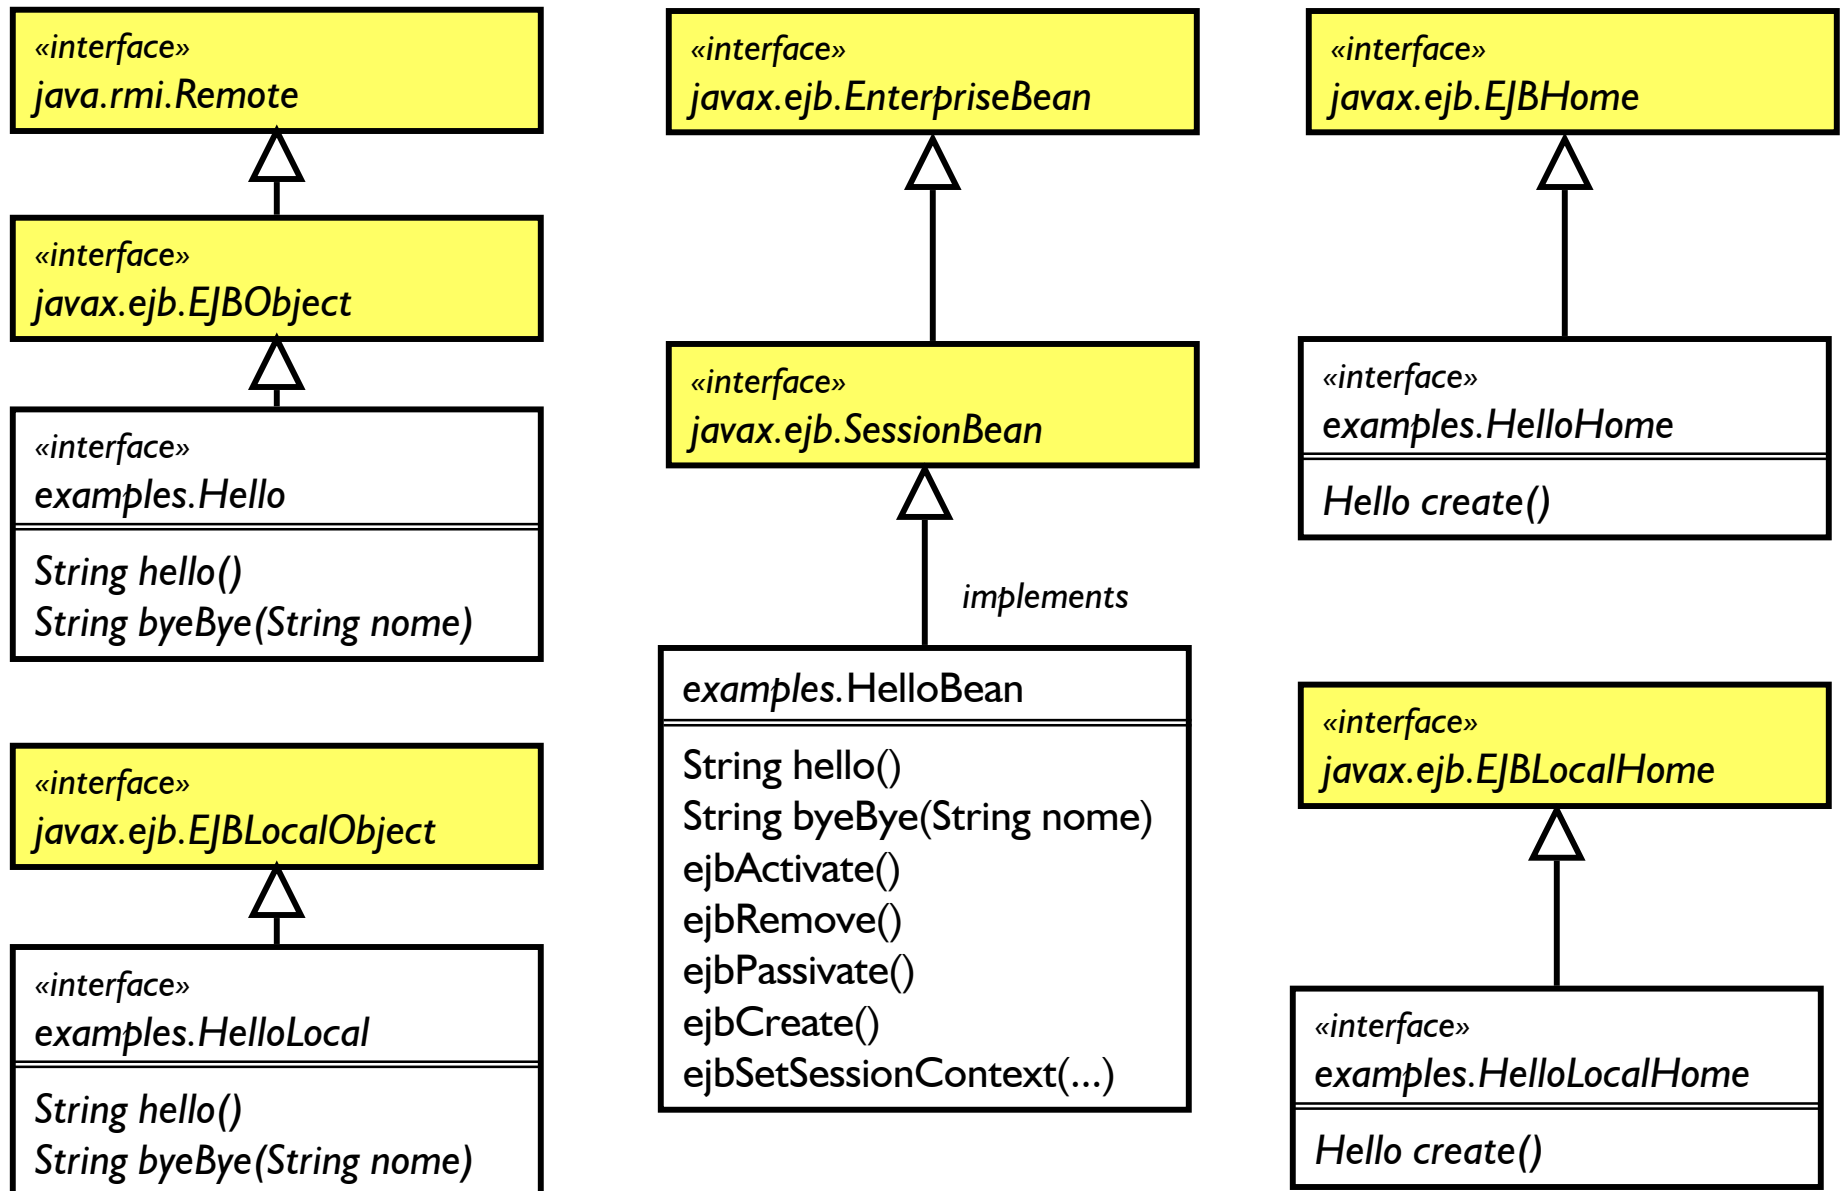 «interface»
java.rmi.Remote
«interface»
javax.ejb.EJBObject
«interface»
examples.Hello
String hello()
String byeBye(String nome)
«interface»
javax.ejb.EJBLocalObject
«interface»
examples.HelloLocal
String hello()
String byeBye(String nome)
«interface»
javax.ejb.EnterpriseBean
«interface»
javax.ejb.SessionBean
implements
examples.HelloBean
String hello()
String byeBye(String nome)
ejbActivate()
ejbRemove()
ejbPassivate()
ejbCreate()
ejbSetSessionContext(...)
«interface»
javax.ejb.EJBHome
«interface»
examples.HelloHome
Hello create()
«interface»
javax.ejb.EJBLocalHome
«interface»
examples.HelloLocalHome
Hello create()